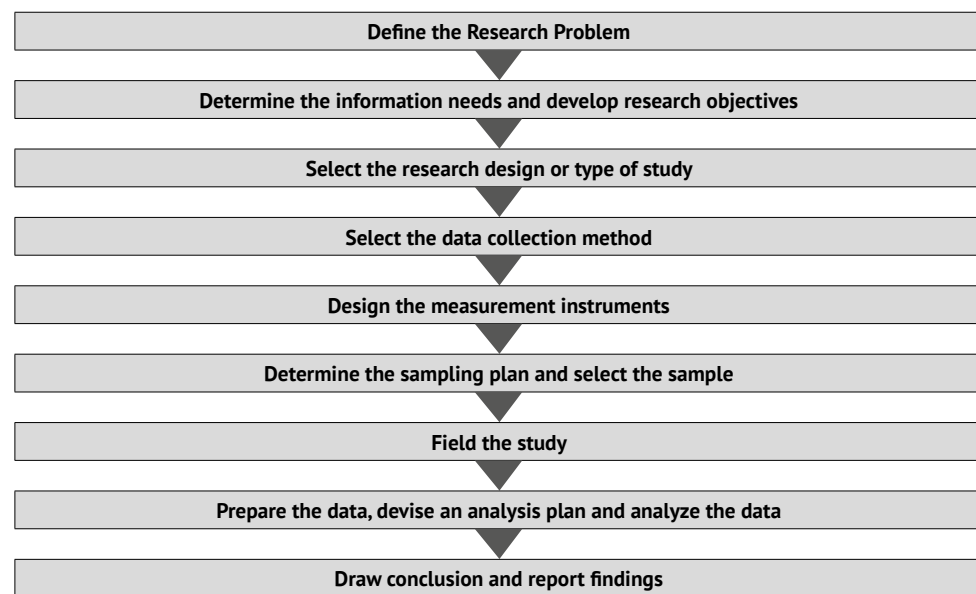 Define the Research Problem
Determine the information needs and develop research objectives
Select the research design or type of study
Select the data collection method
Design the measurement instruments
Determine the sampling plan and select the sample
Field the study
Prepare the data, devise an analysis plan and analyze the data
Draw conclusion and report findings